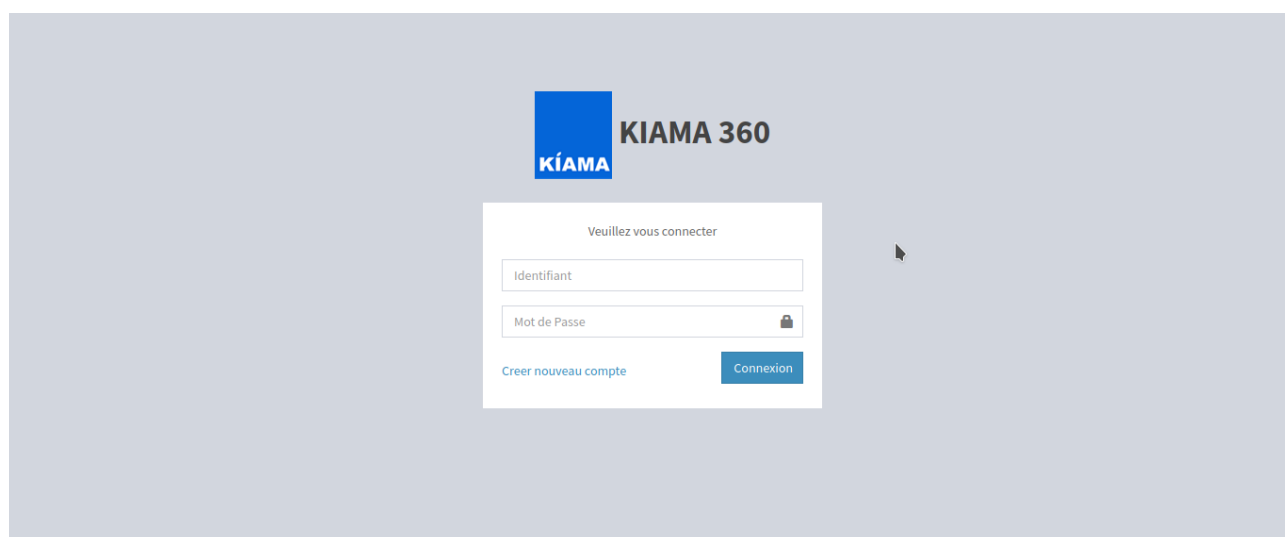 KÍAMA
KIAMA 360
Veuillez vous connecter
Identifiant
Mot de Passe
Creer nouveau compte
Connexion